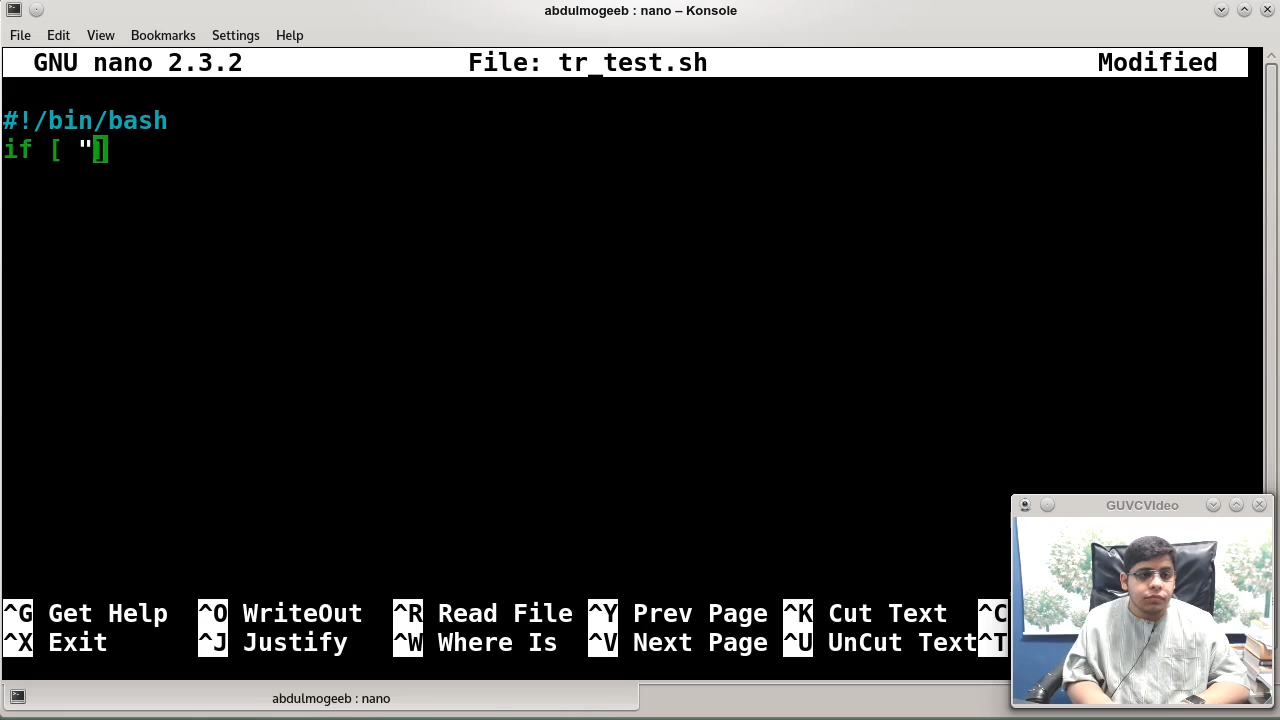 abdulmogeeb : nano – Konsole
File Edit View Bookmarks Settings Help
GNU nano 2.3.2 File: tr_test.sh Modified
#!/bin/bash
if [ "]
GUVCVIdeo
^G Get Help ^O WriteOut ^R Read File ^Y Prev Page ^K Cut Text ^C
^X Exit ^J Justify ^W Where Is ^V Next Page ^U UnCut Text ^T
abdulmogeeb : nano